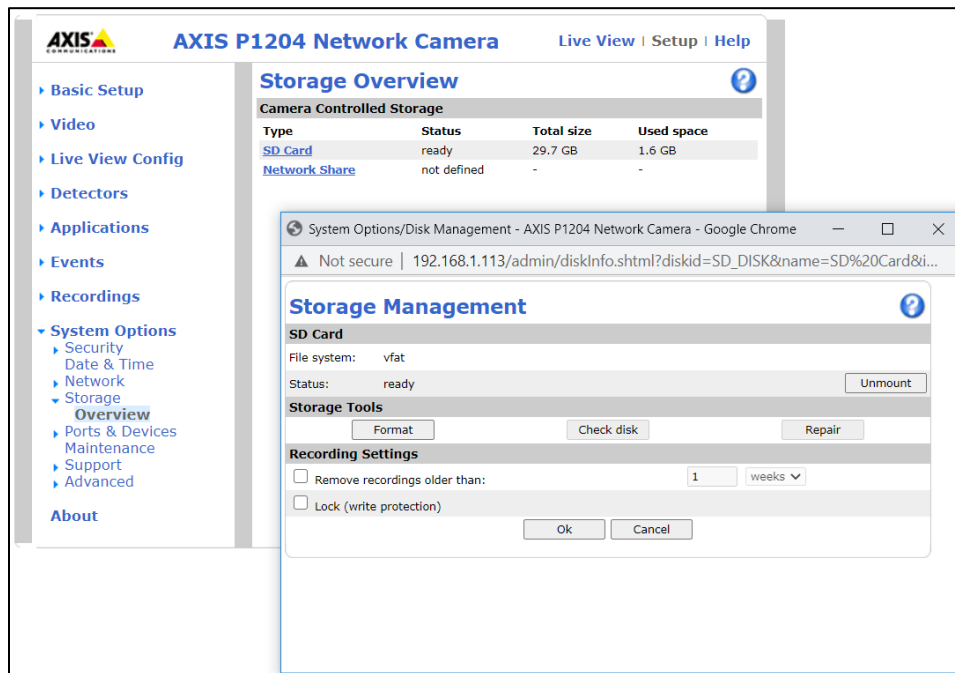 AXIS
COMMUNICATIONS
AXIS P1204 Network Camera
Live View | Setup | Help
Basic Setup
Video
Live View Config
Detectors
Applications
Events
Recordings
System Options
Security
Date & Time
Network
Storage
Overview
Ports & Devices
Maintenance
Support
Advanced
About
Storage Overview
?
Camera Controlled Storage
Type Status Total size Used space
SD Card ready 29.7 GB 1.6 GB
Network Share not defined - -
System Options/Disk Management - AXIS P1204 Network Camera - Google Chrome
Not secure | 192.168.1.113/admin/diskInfo.shtml?diskid=SD_DISK&name=SD%20Card&i...
Storage Management
?
SD Card
File system: vfat
Status: ready Unmount
Storage Tools
Format Check disk Repair
Recording Settings
Remove recordings older than: 1 weeks
Lock (write protection)
Ok Cancel